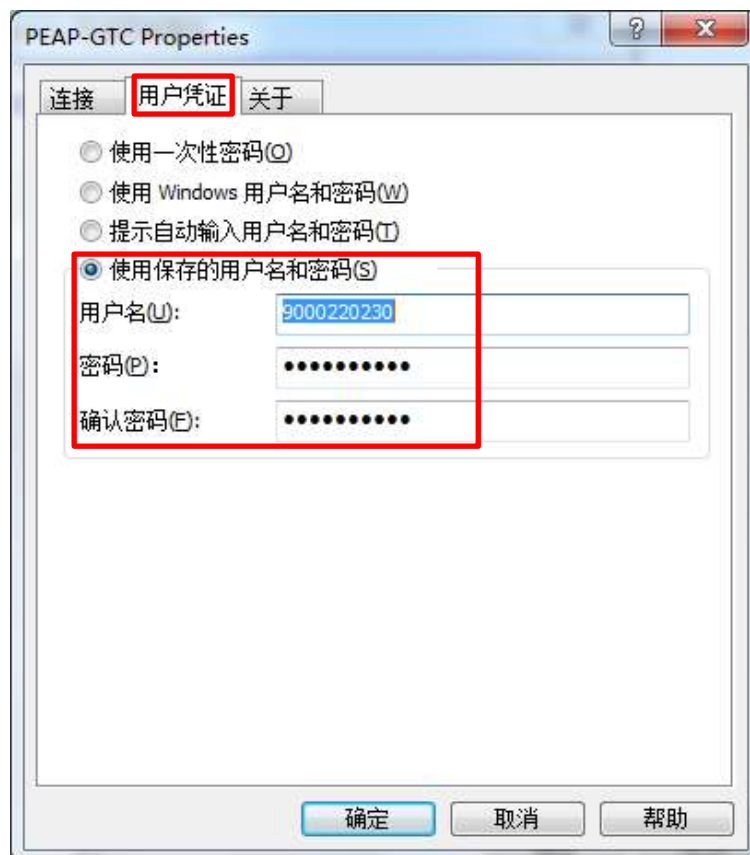 PEAP-GTC Properties
连接 用户凭证 关于
使用一次性密码(O)
使用 Windows 用户名和密码(W)
提示自动输入用户名和密码(T)
使用保存的用户名和密码(S)
用户名(U): 9000220230
密码(P): ••••••••••
确认密码(F): ••••••••••
确定 取消 帮助